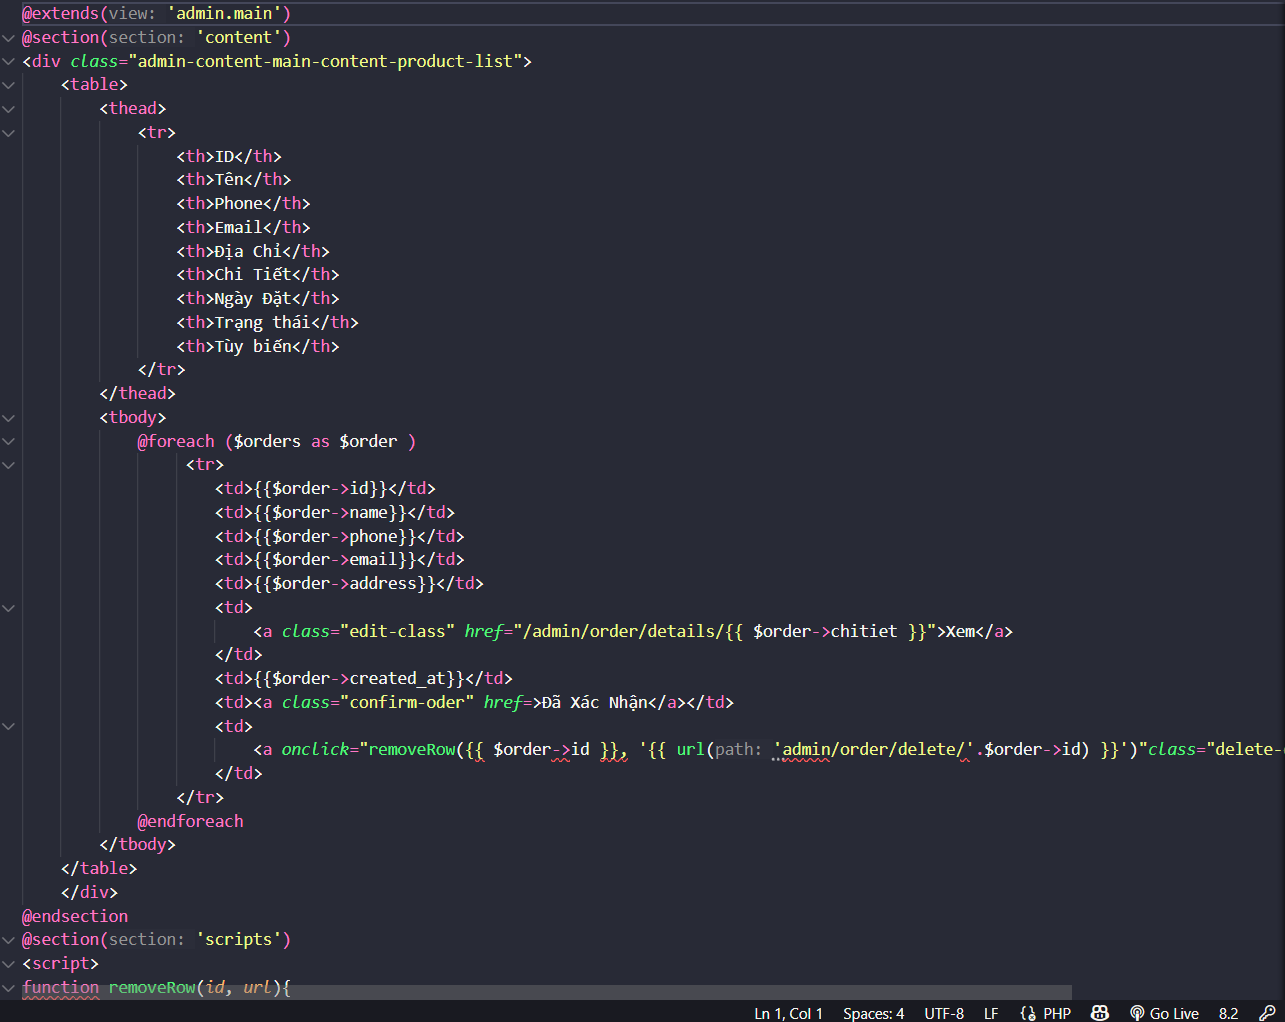 @extends(view: 'admin.main')
@section(section: 'content')
<div class="admin-content-main-content-product-list">
<table>
<thead>
<tr>
<th>ID</th>
<th>Tên</th>
<th>Phone</th>
<th>Email</th>
<th>Địa Chỉ</th>
<th>Chi Tiết</th>
<th>Ngày Đặt</th>
<th>Trạng thái</th>
<th>Tùy biến</th>
</tr>
</thead>
<tbody>
@foreach ($orders as $order )
<tr>
<td>{{$order->id}}</td>
<td>{{$order->name}}</td>
<td>{{$order->phone}}</td>
<td>{{$order->email}}</td>
<td>{{$order->address}}</td>
<td>
<a class="edit-class" href="/admin/order/details/{{ $order->chitiet }}">Xem</a>
</td>
<td>{{$order->created_at}}</td>
<td><a class="confirm-oder" href=>Đã Xác Nhận</a></td>
<td>
<a onclick="removeRow({{ $order->id }}, '{{ url(path: 'admin/order/delete/'.$order->id) }}')"class="delete-
</td>
</tr>
@endforeach
</tbody>
</table>
</div>
@endsection
@section(section: 'scripts')
<script>
function removeRow(id, url){
Ln 1, Col 1 Spaces: 4 UTF-8 LF PHP Go Live 8.2